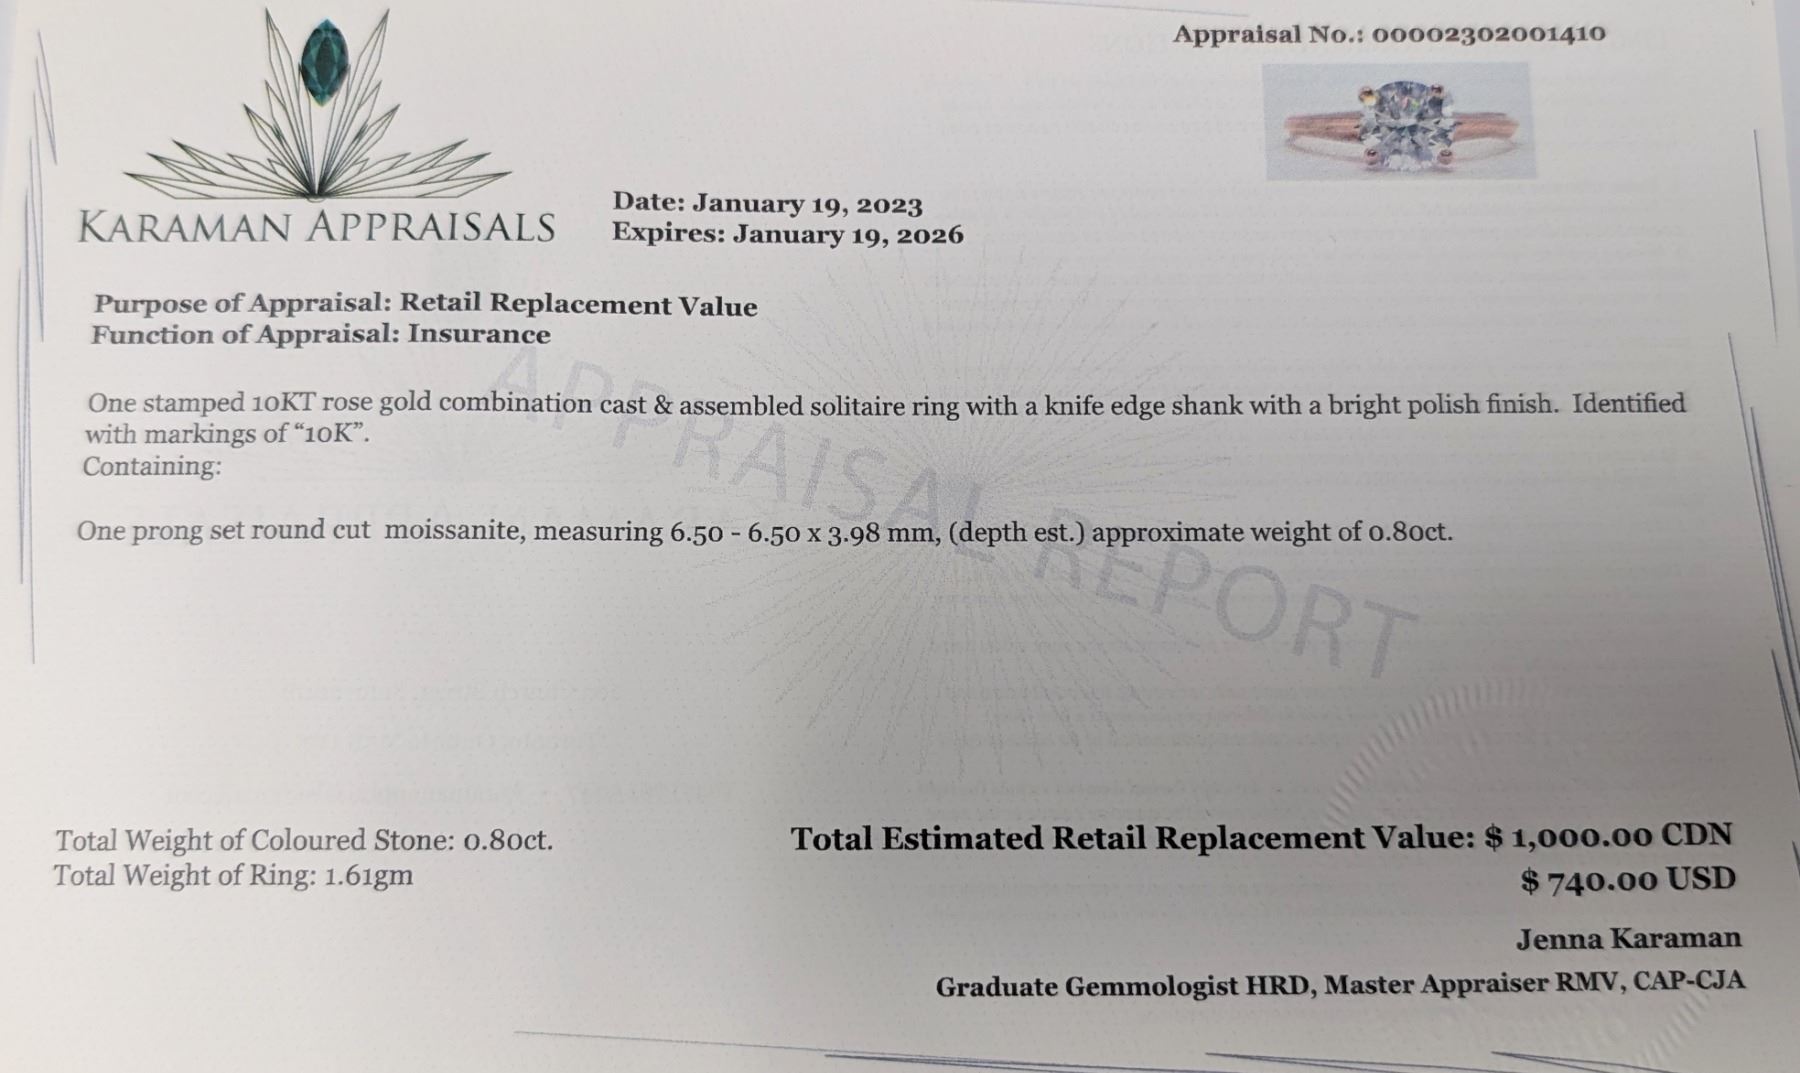 Appraisal No.: 00002302001410
KARAMAN APPRAISALS
Date: January 19, 2023
Expires: January 19, 2026
Purpose of Appraisal: Retail Replacement Value
Function of Appraisal: Insurance
One stamped 10KT rose gold combination cast & assembled solitaire ring with a knife edge shank with a bright polish finish. Identified
with markings of “10K”.
Containing:
One prong set round cut moissanite, measuring 6.50 - 6.50 x 3.98 mm, (depth est.) approximate weight of 0.80ct.
APPRAISAL REPORT
Total Weight of Coloured Stone: 0.80ct.
Total Weight of Ring: 1.61gm
Total Estimated Retail Replacement Value: $ 1,000.00 CDN
$ 740.00 USD
Jenna Karaman
Graduate Gemmologist HRD, Master Appraiser RMV, CAP-CJA